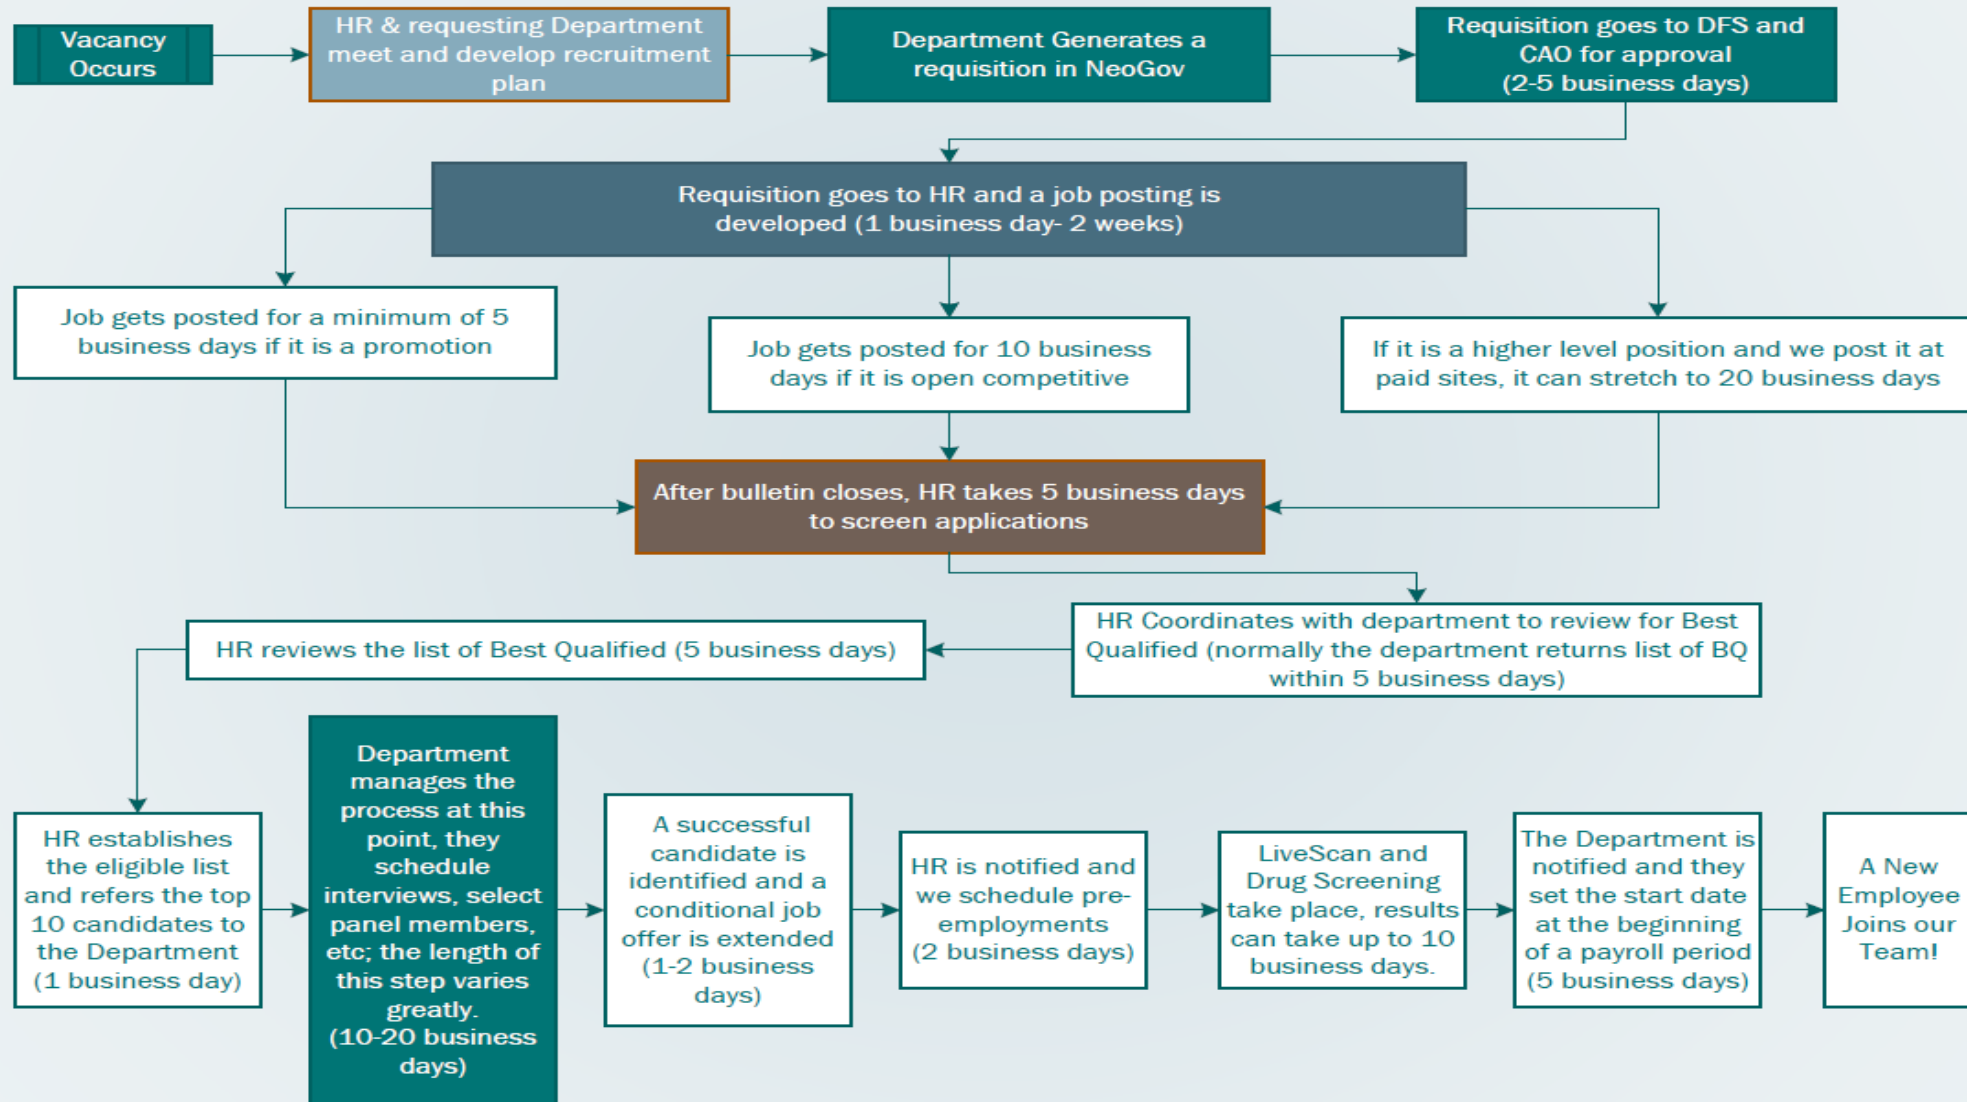 Vacancy
Occurs
HR & requesting Department
meet and develop recruitment
plan
Department Generates a
requisition in NeoGov
Requisition goes to DFS and
CAO for approval
(2-5 business days)
Requisition goes to HR and a job posting is
developed (1 business day- 2 weeks)
Job gets posted for a minimum of 5
business days if it is a promotion
Job gets posted for 10 business
days if it is open competitive
If it is a higher level position and we post it at
paid sites, it can stretch to 20 business days
After bulletin closes, HR takes 5 business days
to screen applications
HR Coordinates with department to review for Best
Qualified (normally the department returns list of BQ
within 5 business days)
HR reviews the list of Best Qualified (5 business days)
HR establishes
the eligible list
and refers the top
10 candidates to
the Department
(1 business day)
Department
manages the
process at this
point, they
schedule
interviews, select
panel members,
etc; the length of
this step varies
greatly.
(10-20 business
days)
A successful
candidate is
identified and a
conditional job
offer is extended
(1-2 business
days)
HR is notified and
we schedule pre-
employments
(2 business days)
LiveScan and
Drug Screening
take place, results
can take up to 10
business days.
The Department is
notified and they
set the start date
at the beginning
of a payroll period
(5 business days)
A New
Employee
Joins our
Team!